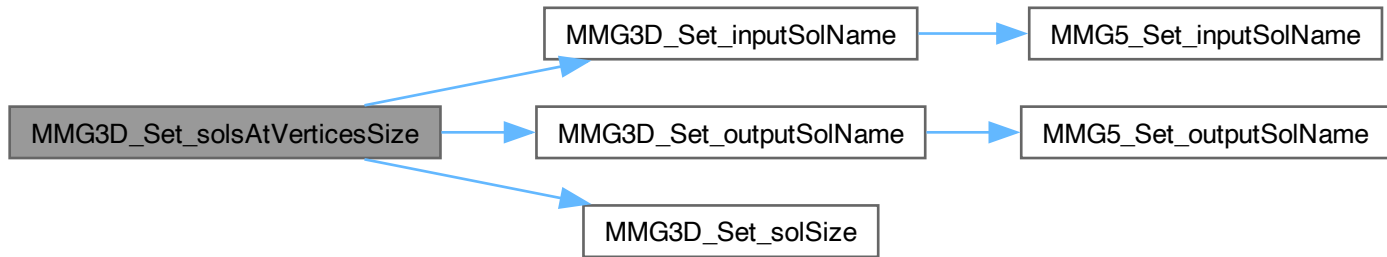 MMG3D_Set_inputSolName
MMG5_Set_inputSolName
MMG3D_Set_solsAtVerticesSize
MMG3D_Set_outputSolName
MMG5_Set_outputSolName
MMG3D_Set_solSize